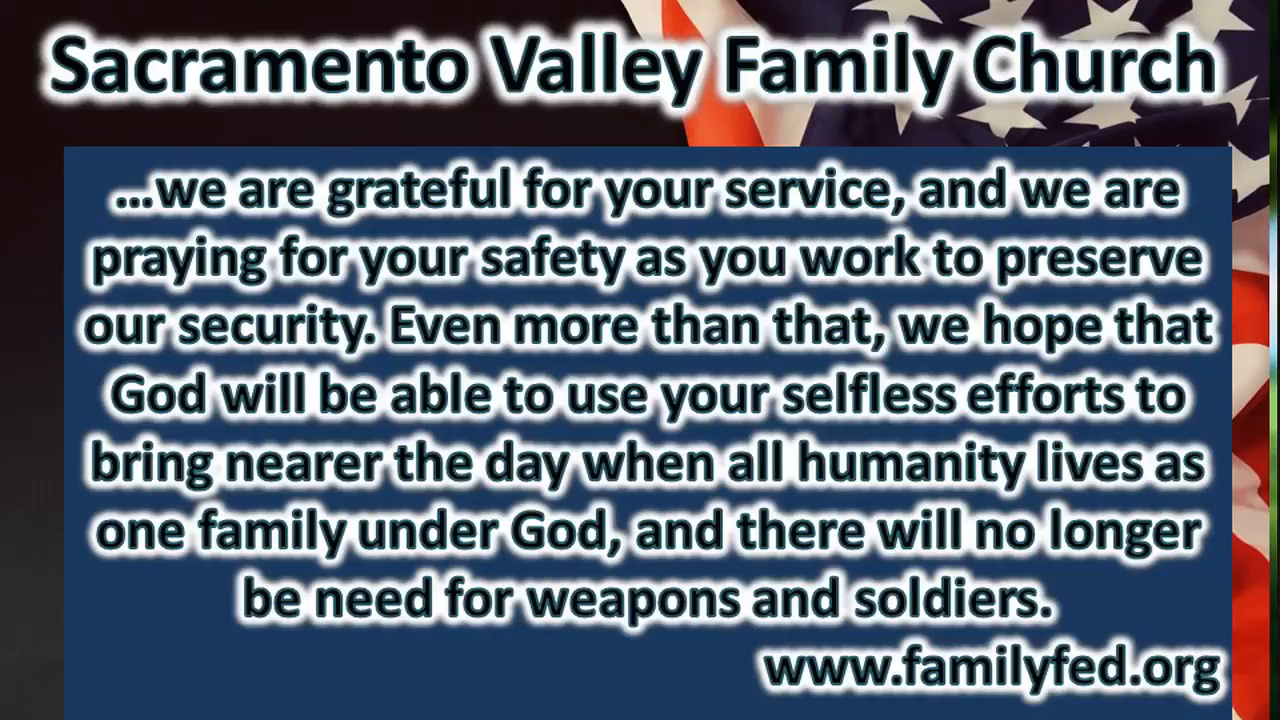 Sacramento Valley Family Church
...we are grateful for your service, and we are
praying for your safety as you work to preserve
our security. Even more than that, we hope that
God will be able to use your selfless efforts to
bring nearer the day when all humanity lives as
one family under God, and there will no longer
be need for weapons and soldiers.
www.familyfed.org